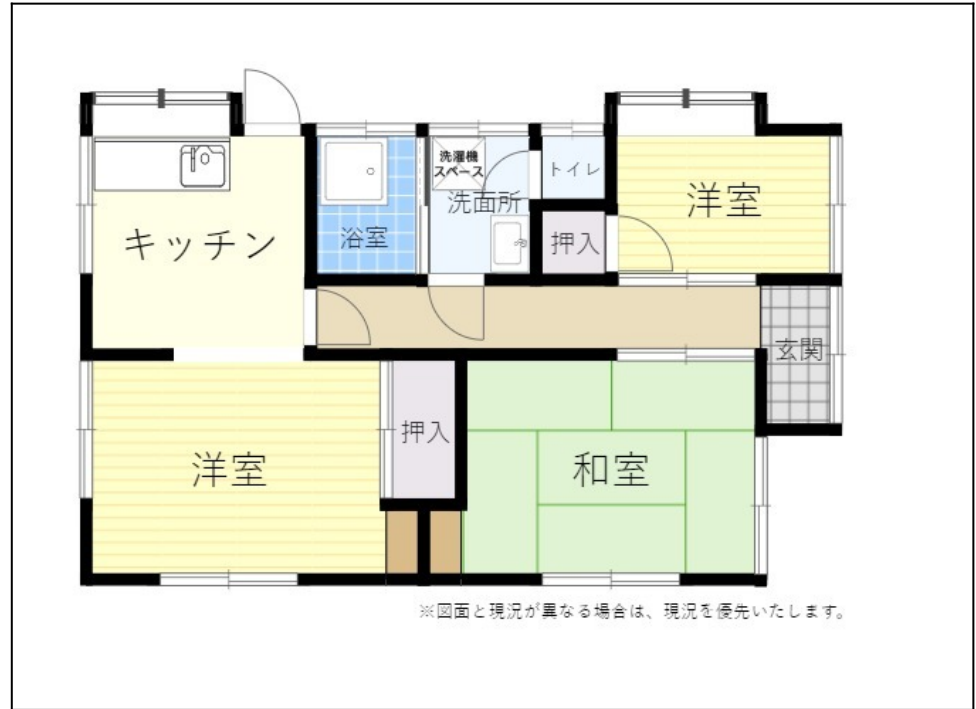 洗濯機
スペース
トイレ
洗面所
洋室
キッチン
浴室
押入
玄関
押入
洋室
和室
※図面と現況が異なる場合は、現況を優先いたします。